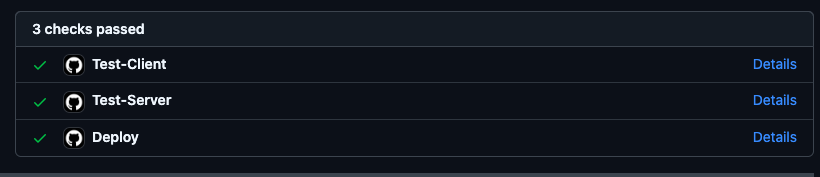 3 checks passed
Test-Client Details
Test-Server Details
Deploy Details